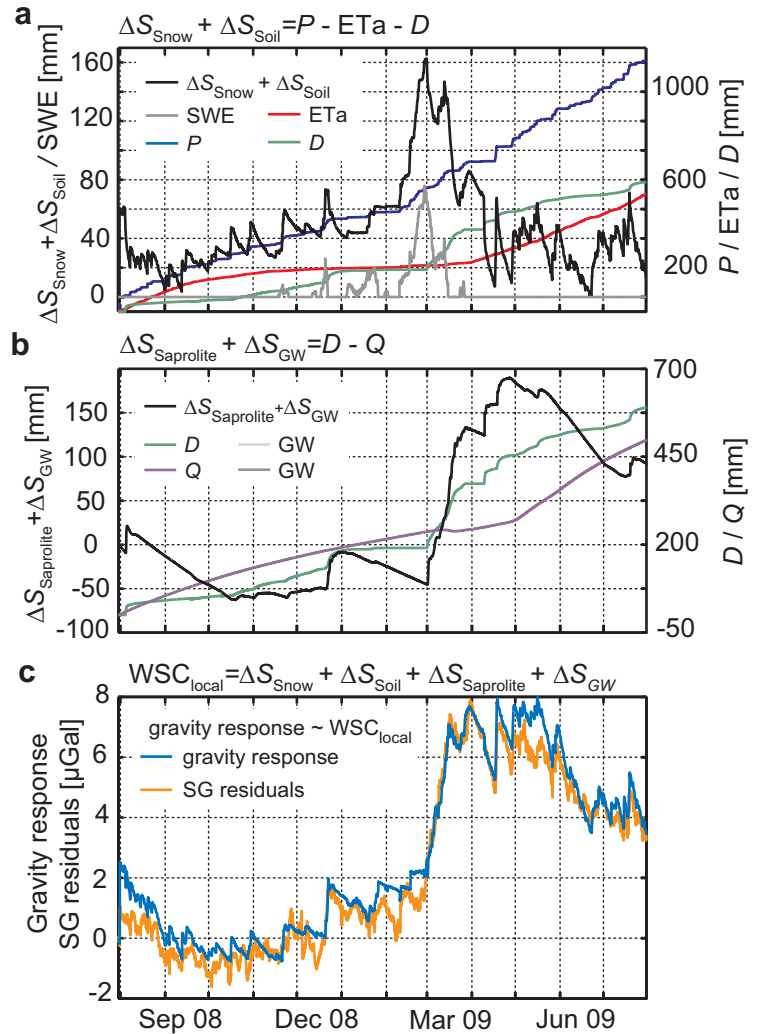 a
ΔS_Snow + ΔS_Soil=P - ETa - D
ΔS_Snow+ΔS_Soil / SWE [mm]
160
120
80
40
0
ΔS_Snow + ΔS_Soil
SWE
ETa
P
D
1000
600
200
P / ETa / D [mm]
b
ΔS_Saprolite + ΔS_GW=D - Q
ΔS_Saprolite+ΔS_GW [mm]
150
100
50
0
-50
-100
ΔS_Saprolite+ΔS_GW
D
GW
Q
GW
700
450
200
-50
D / Q [mm]
c
WSC_local=ΔS_Snow + ΔS_Soil + ΔS_Saprolite + ΔS_GW
Gravity response
SG residuals [µGal]
8
6
4
2
0
-2
gravity response ~ WSC_local
gravity response
SG residuals
Sep 08 Dec 08 Mar 09 Jun 09